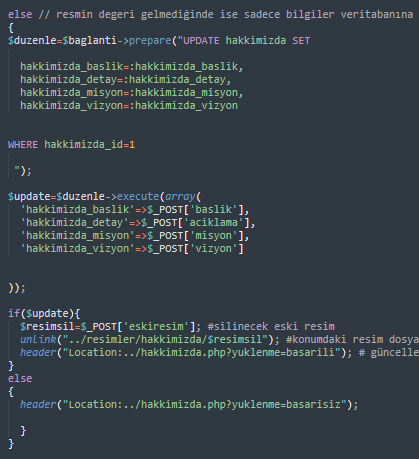 else // resmin degeri gelmediğinde ise sadece bilgiler veritabanına
{
$duzenle=$baglanti->prepare("UPDATE hakkimizda SET
hakkimizda_baslik=:hakkimizda_baslik,
hakkimizda_detay=:hakkimizda_detay,
hakkimizda_misyon=:hakkimizda_misyon,
hakkimizda_vizyon=:hakkimizda_vizyon
WHERE hakkimizda_id=1
");
$update=$duzenle->execute(array(
'hakkimizda_baslik'=>$_POST['baslik'],
'hakkimizda_detay'=>$_POST['aciklama'],
'hakkimizda_misyon'=>$_POST['misyon'],
'hakkimizda_vizyon'=>$_POST['vizyon']
));
if($update){
$resimsil=$_POST['eskiresim']; #silinecek eski resim
unlink("../resimler/hakkimizda/$resimsil"); #konumdaki resim dosya
header("Location:../hakkimizda.php?yuklenme=basarili"); # güncelle
}
else
{
header("Location:../hakkimizda.php?yuklenme=basarisiz");
}
}